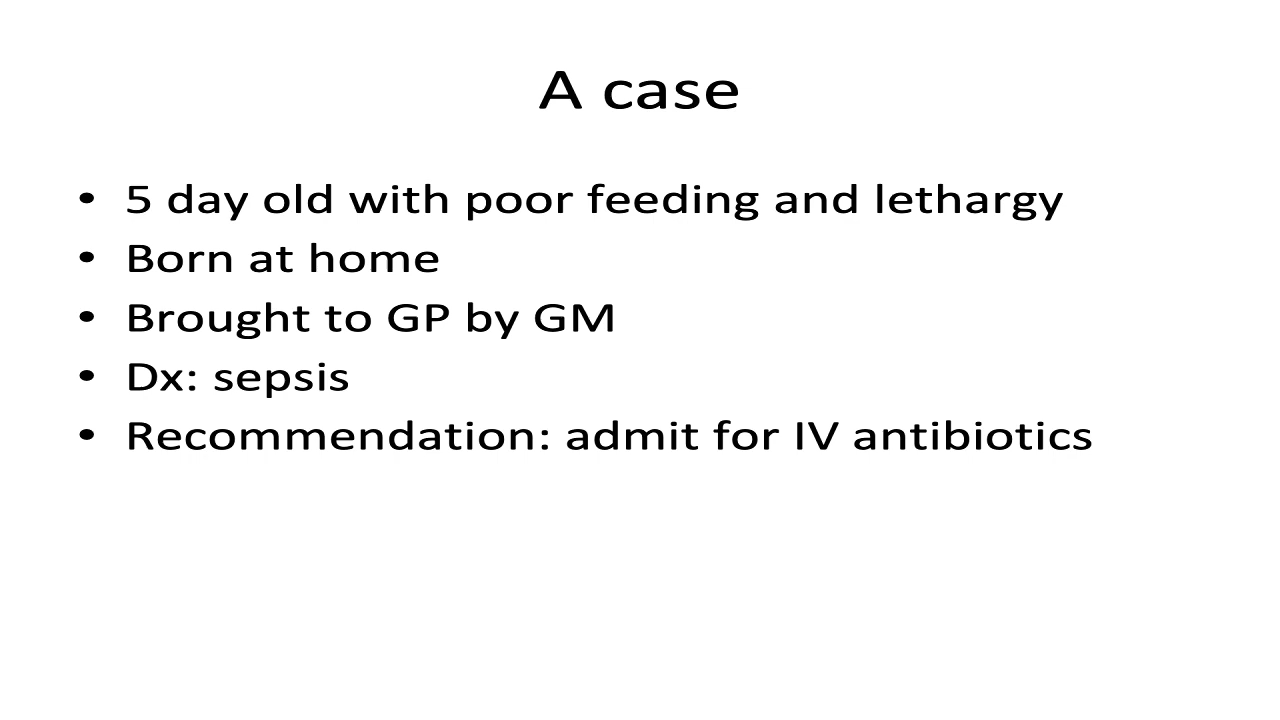 A case
• 5 day old with poor feeding and lethargy
• Born at home
• Brought to GP by GM
• Dx: sepsis
• Recommendation: admit for IV antibiotics